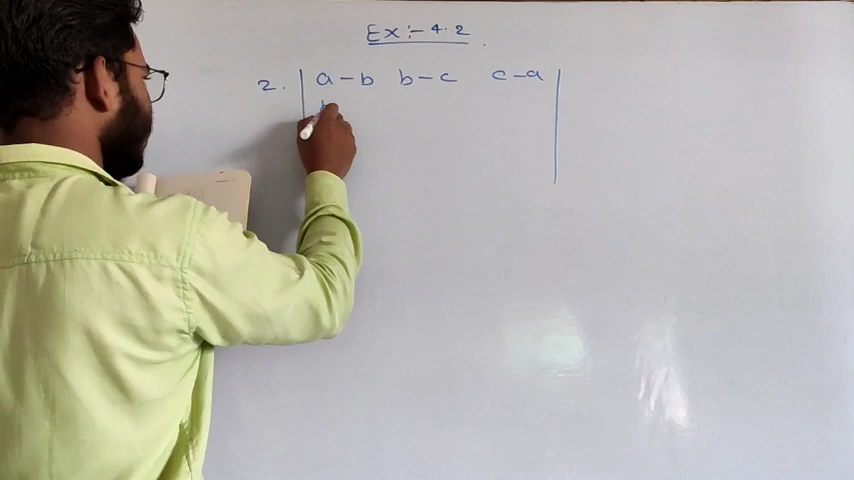 Ex:- 4.2
2. | a-b b-c c-a |
b